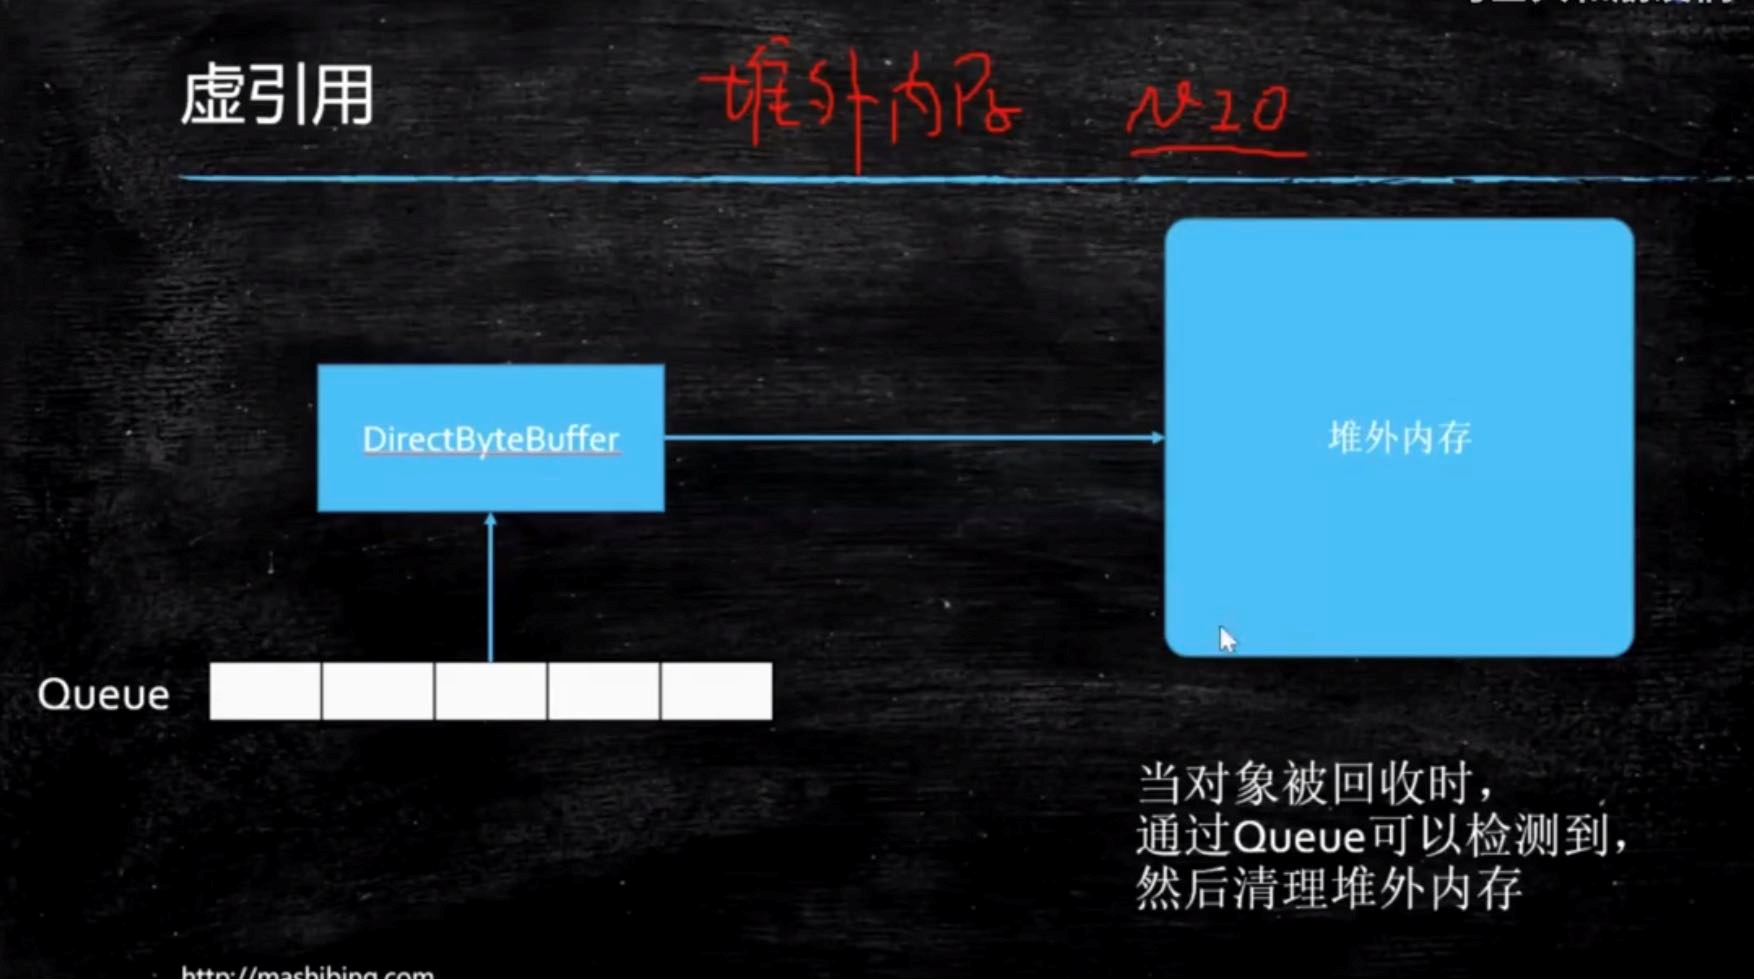 虚引用
堆外内存 NIO
DirectByteBuffer
堆外内存
Queue
当对象被回收时，
通过Queue可以检测到，
然后清理堆外内存
http://mashibing.com